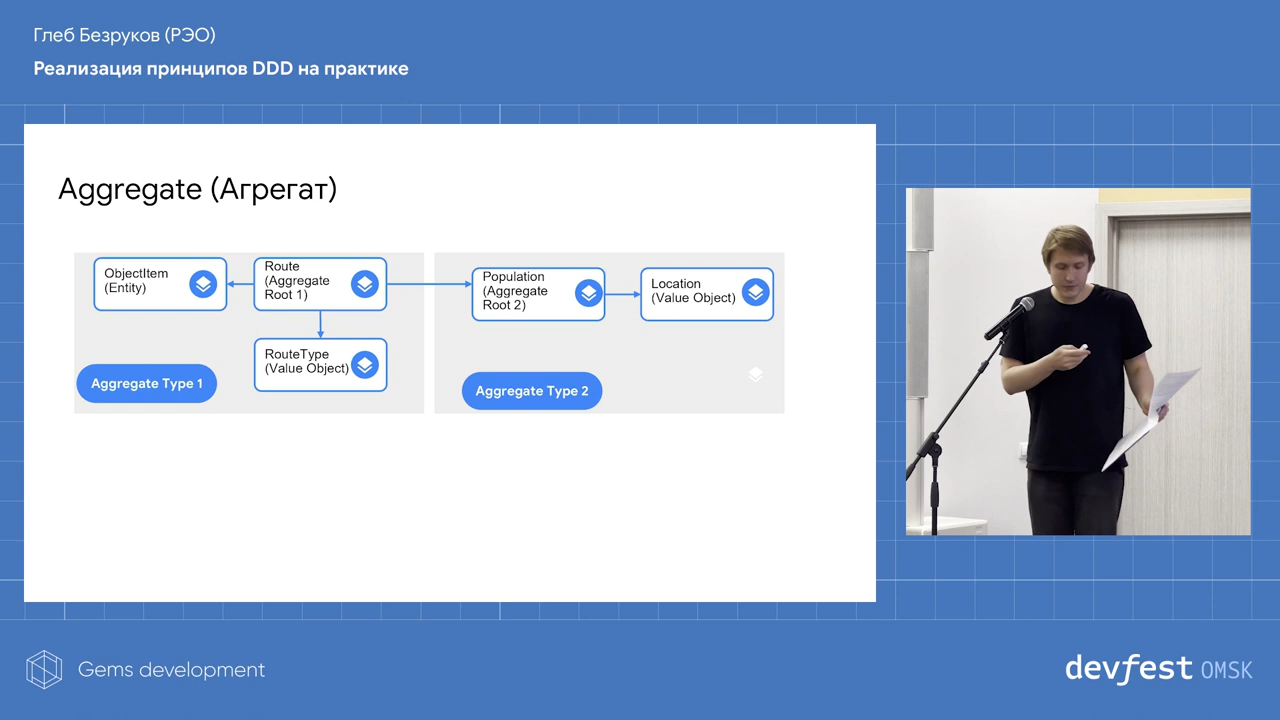 Глеб Безруков (РЭО)
Реализация принципов DDD на практике
Aggregate (Агрегат)
ObjectItem
(Entity)
Route
(Aggregate
Root 1)
RouteType
(Value Object)
Aggregate Type 1
Population
(Aggregate
Root 2)
Location
(Value Object)
Aggregate Type 2
Gems development
devfest OMSK